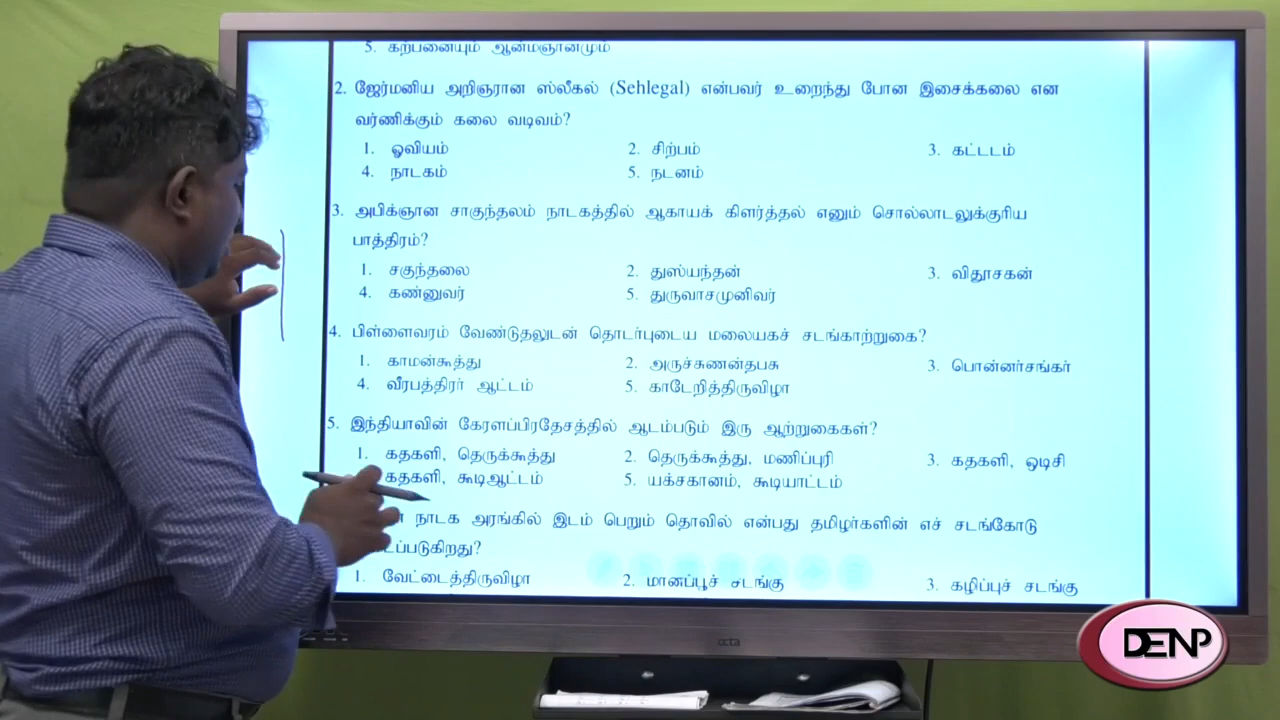 5. கற்பனையும் ஆன்மஞானமும்
2. ஜேர்மனிய அறிஞரான ஸ்லீகல் (Sehlegal) என்பவர் உறைந்து போன இசைக்கலை என
வர்ணிக்கும் கலை வடிவம்?
1. ஓவியம் 2. சிற்பம் 3. கட்டடம்
4. நாடகம் 5. நடனம்
3. அபிக்ஞான சாகுந்தலம் நாடகத்தில் ஆகாயக் கிளர்த்தல் எனும் சொல்லாடலுக்குரிய
பாத்திரம்?
1. சகுந்தலை 2. துஸ்யந்தன் 3. விதூசகன்
4. கண்னுவர் 5. துருவாசமுனிவர்
4. பிள்ளைவரம் வேண்டுதலுடன் தொடர்புடைய மலையகச் சடங்காற்றுகை?
1. காமன்கூத்து 2. அருச்சுணன்தபசு 3. பொன்னர்சங்கர்
4. வீரபத்திரர் ஆட்டம் 5. காடேறித்திருவிழா
5. இந்தியாவின் கேரளப்பிரதேசத்தில் ஆடம்படும் இரு ஆற்றுகைகள்?
1. கதகளி, தெருக்கூத்து 2. தெருக்கூத்து, மணிப்புரி 3. கதகளி, ஒடிசி
கதகளி, கூடிஆட்டம் 5. யக்சகானம், கூடியாட்டம்
நாடக அரங்கில் இடம் பெறும் தொவில் என்பது தமிழர்களின் எச் சடங்கோடு
1. வேட்டைத்திருவிழா 2. மானப்பூச் சடங்கு 3. கழிப்புச் சடங்கு
octa
DENP